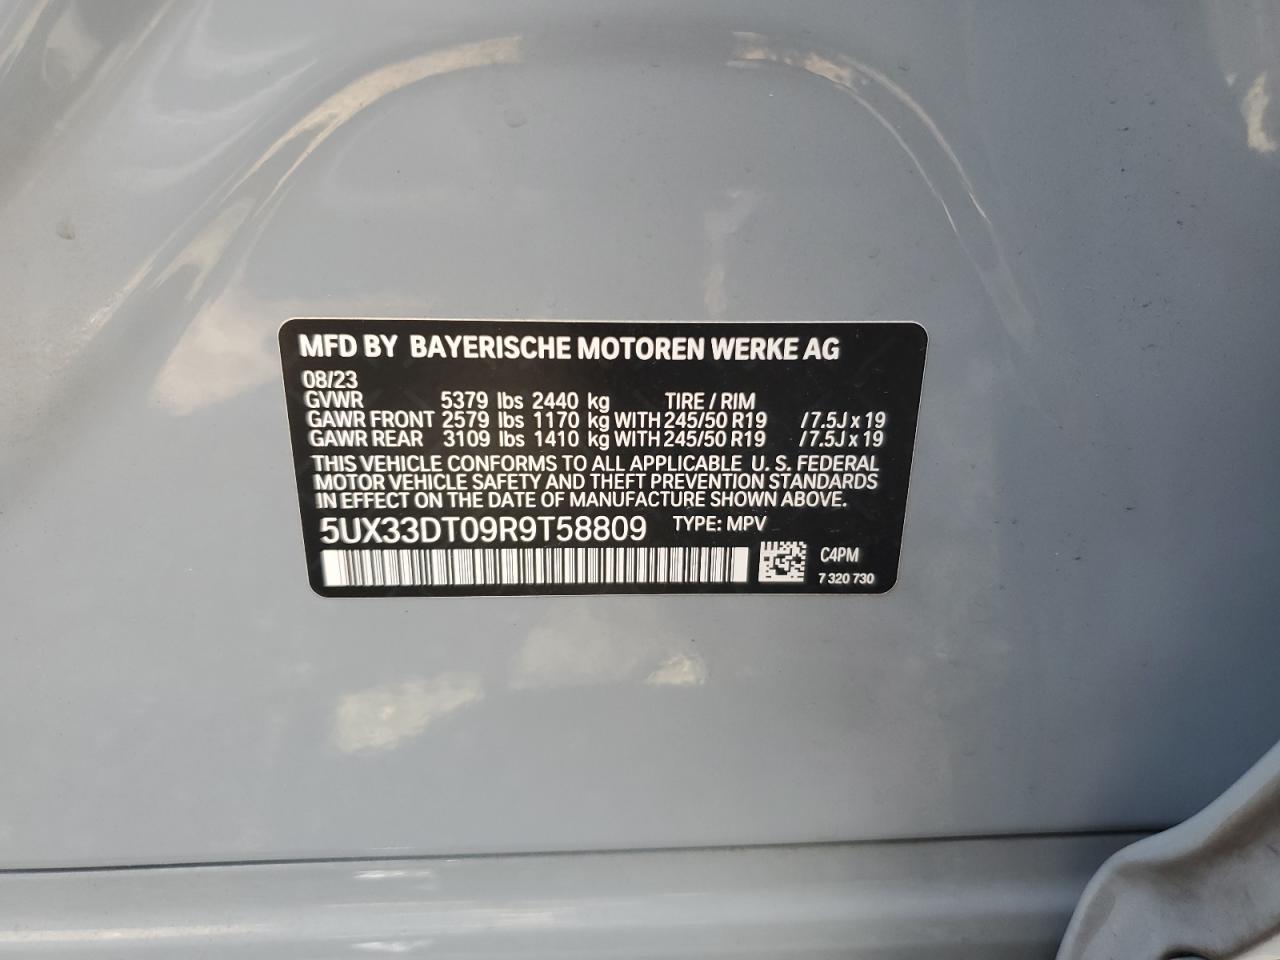 MFD BY BAYERISCHE MOTOREN WERKE AG
08/23
GVWR 5379 lbs 2440 kg TIRE / RIM
GAWR FRONT 2579 lbs 1170 kg WITH 245/50 R19 /7.5J x 19
GAWR REAR 3109 lbs 1410 kg WITH 245/50 R19 /7.5J x 19
THIS VEHICLE CONFORMS TO ALL APPLICABLE U. S. FEDERAL
MOTOR VEHICLE SAFETY AND THEFT PREVENTION STANDARDS
IN EFFECT ON THE DATE OF MANUFACTURE SHOWN ABOVE.
5UX33DT09R9T58809 TYPE: MPV
C4PM
7 320 730